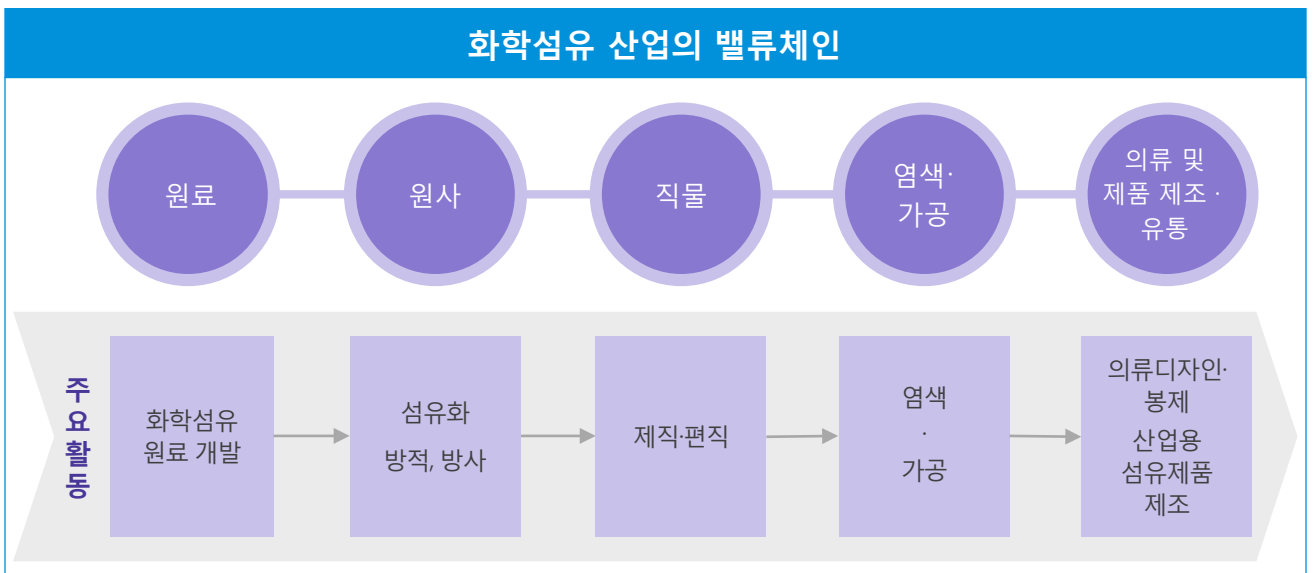 화학섬유 산업의 밸류체인
원료
원사
직물
염색·
가공
의류 및
제품 제조 ·
유통
주
요
활
동
화학섬유
원료 개발
섬유화
방적, 방사
제직·편직
염색
·
가공
의류디자인·
봉제
산업용
섬유제품
제조